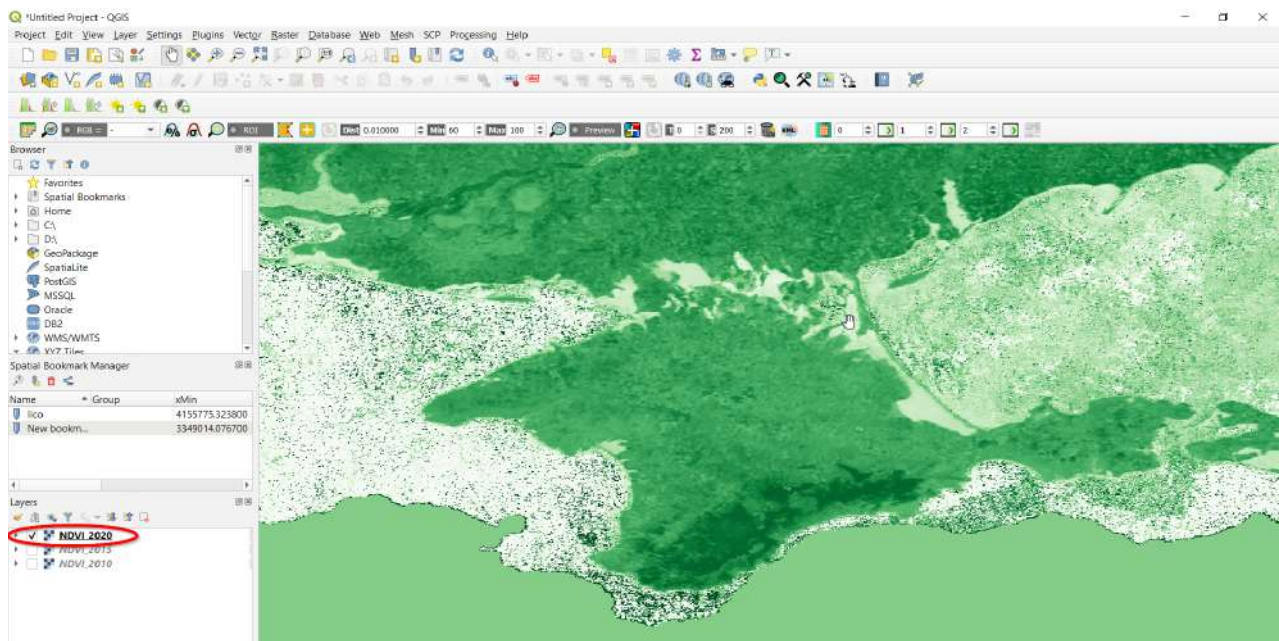 *Untitled Project - QGIS
Project Edit View Layer Settings Plugins Vector Raster Database Web Mesh SCP Processing Help
RGB = - ROI Dist 0.010000 Min 60 Max 100 Preview T 0 S 200 0 1 2
Browser
Favorites
Spatial Bookmarks
Home
C:\
D:\
GeoPackage
SpatiaLite
PostGIS
MSSQL
Oracle
DB2
WMS/WMTS
XYZ Tiles
Spatial Bookmark Manager
Name Group xMin
lico 4155775.323800
New bookm... 3349014.076700
Layers
NDVI_2020
NDVI_2015
NDVI_2010